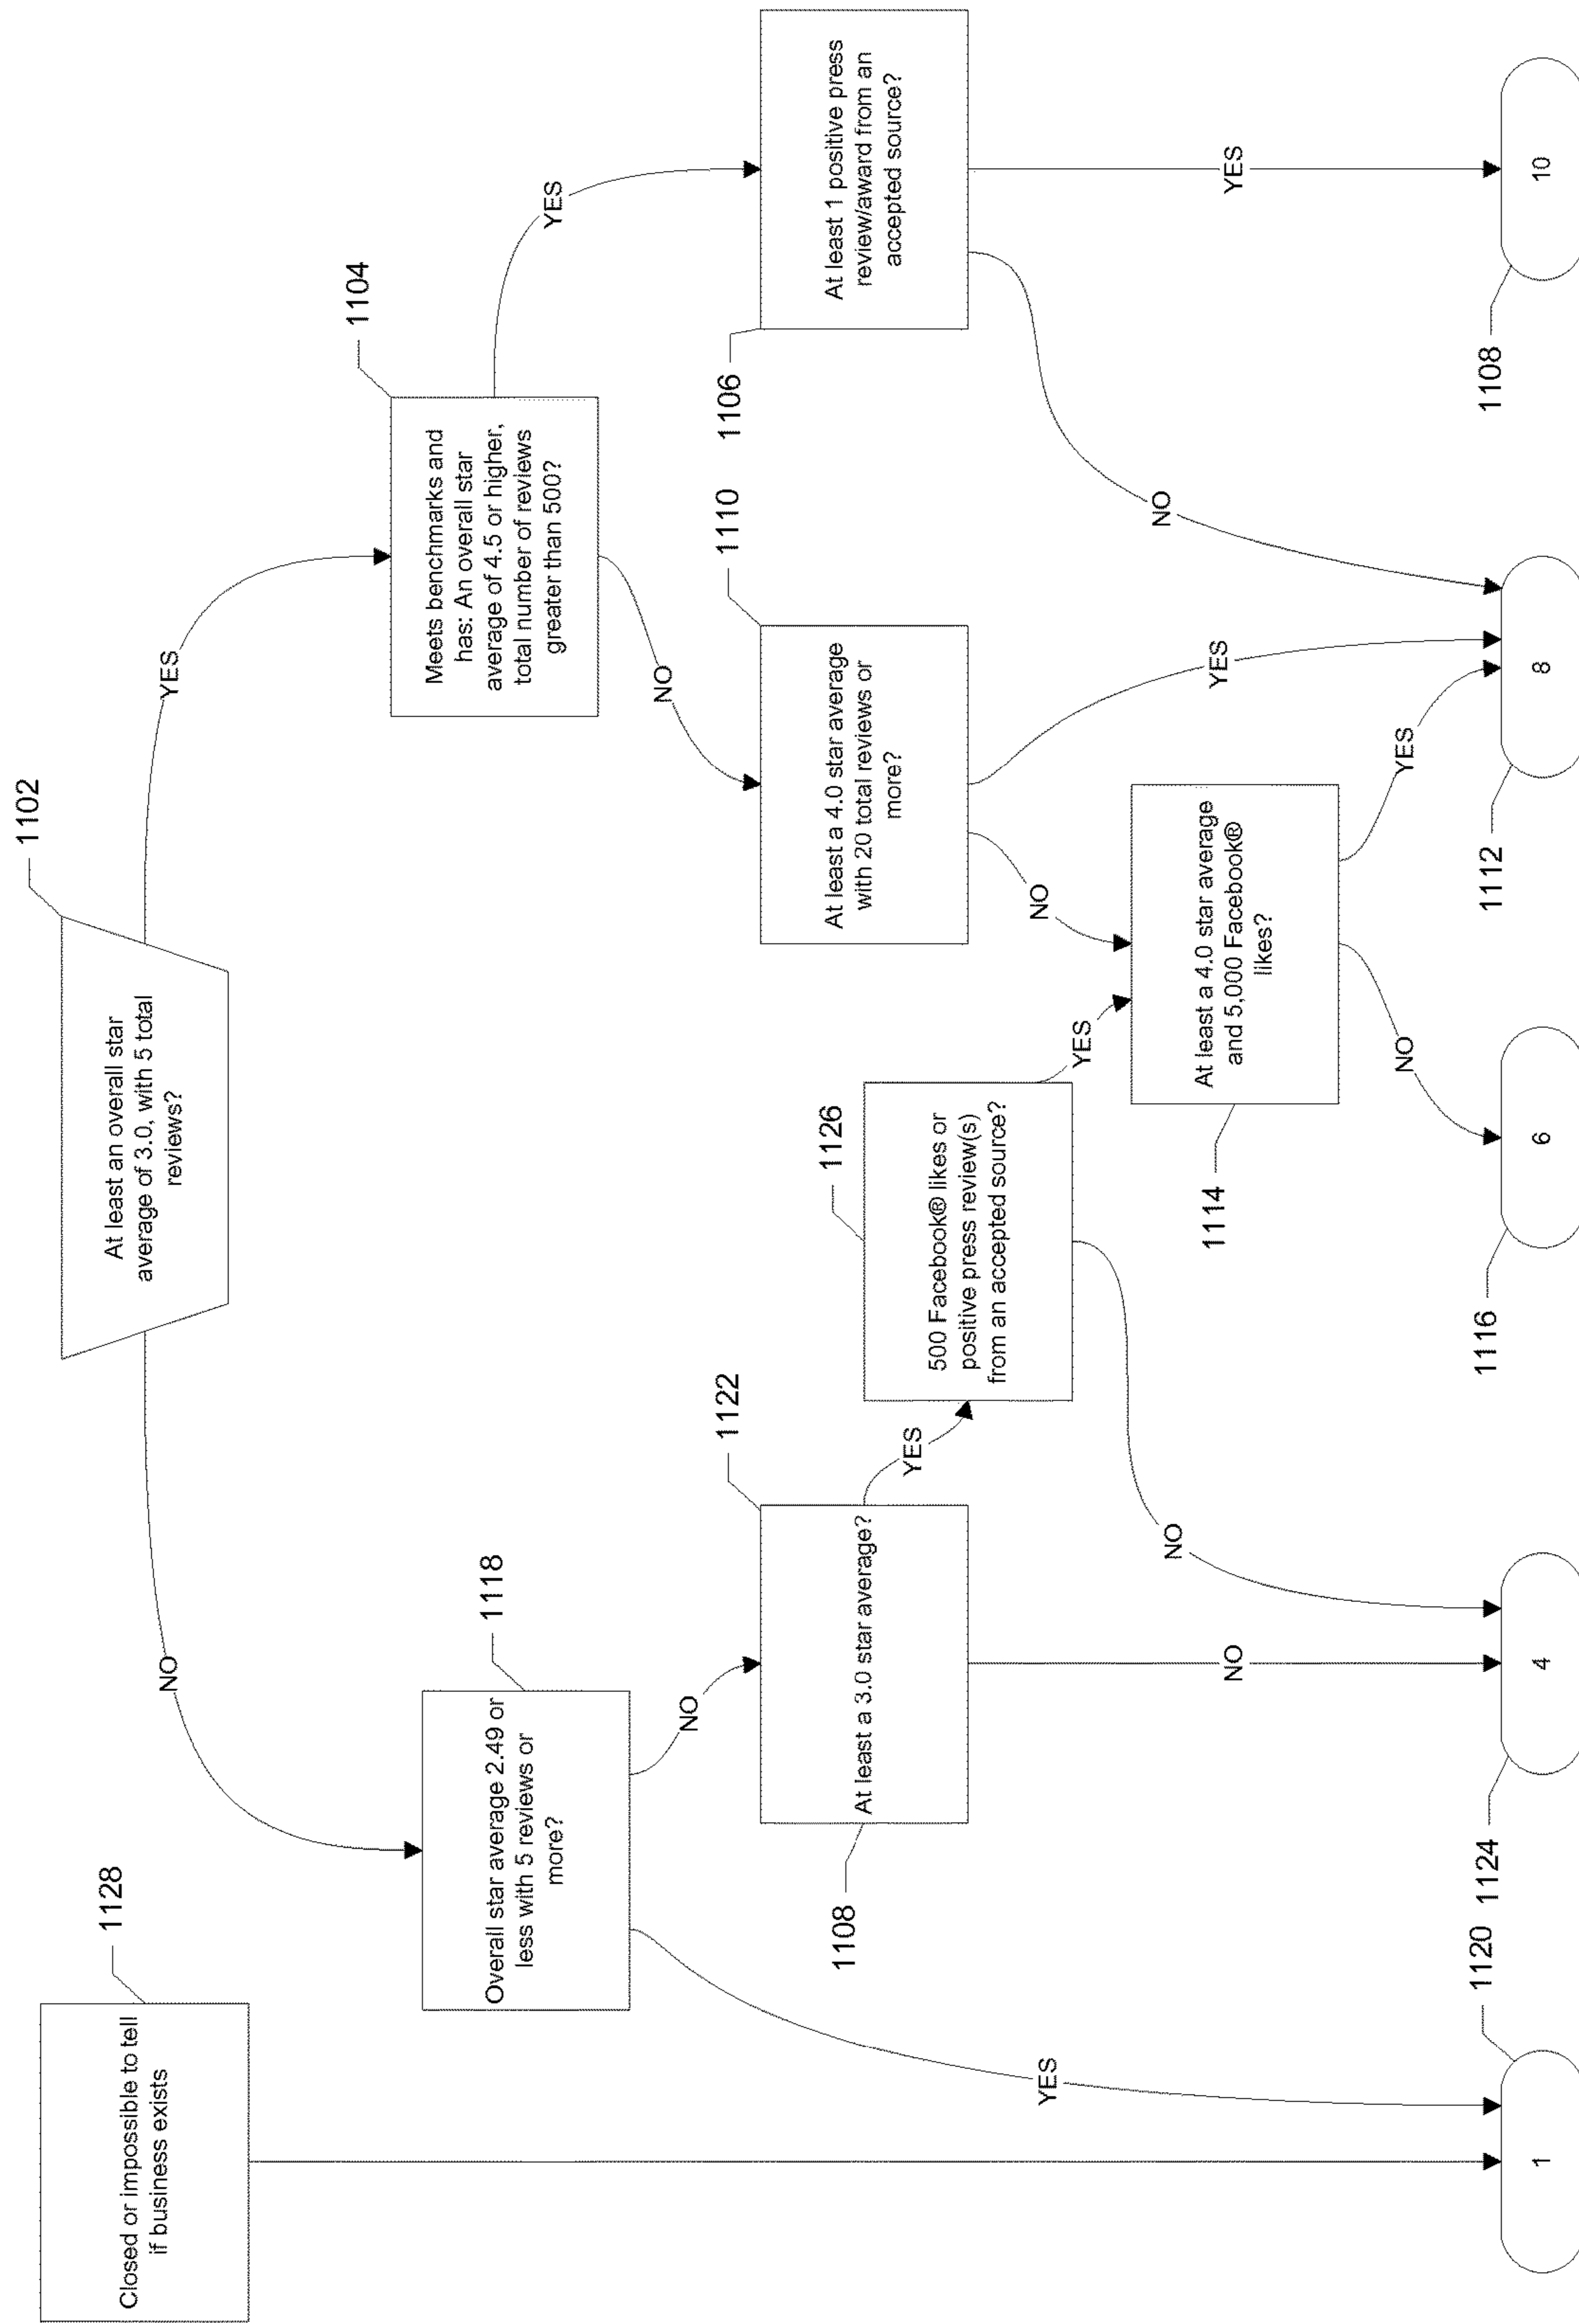 1128
Closed or impossible to tell
if business exists
1102
At least an overall star
average of 3.0, with 5 total
reviews?
NO
YES
1118
Overall star average 2.49 or
less with 5 reviews or
more?
1104
Meets benchmarks and
has: An overall star
average of 4.5 or higher,
total number of reviews
greater than 500?
YES
NO
NO
1122
At least a 3.0 star average?
1108
YES
1126
500 Facebook® likes or
positive press review(s)
from an accepted source?
1110
At least a 4.0 star average
with 20 total reviews or
more?
1106
At least 1 positive press
review/award from an
accepted source?
YES
NO
YES
NO
NO
YES
NO
YES
YES
1114
At least a 4.0 star average
and 5,000 Facebook®
likes?
NO
YES
1120
1
1124
4
1116
6
1112
8
1108
10